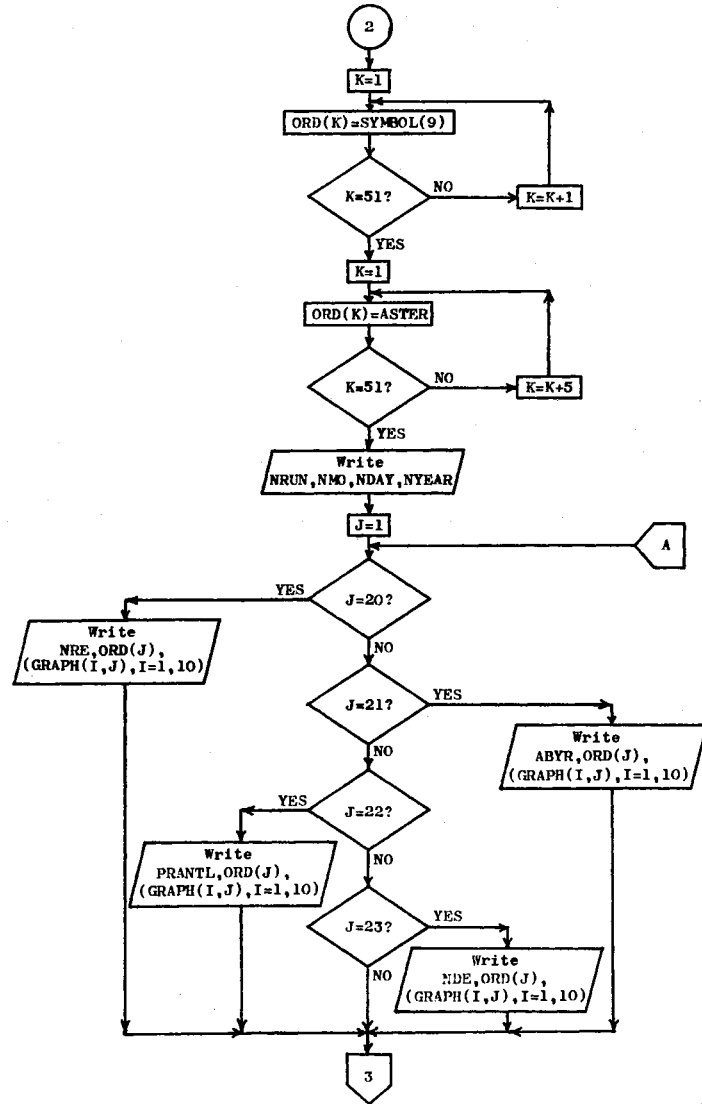 2
K=1
ORD(K)=SYMBOL(9)
K=51?
NO
K=K+1
YES
K=1
ORD(K)=ASTER
K=51?
NO
K=K+5
YES
Write
NRUN,NMO,NDAY,NYEAR
J=1
A
J=20?
YES
Write
NRE,ORD(J),
(GRAPH(I,J),I=1,10)
NO
J=21?
YES
Write
ABYR,ORD(J),
(GRAPH(I,J),I=1,10)
NO
J=22?
YES
Write
PRANTL,ORD(J),
(GRAPH(I,J),I=1,10)
NO
J=23?
YES
Write
NDE,ORD(J),
(GRAPH(I,J),I=1,10)
NO
3